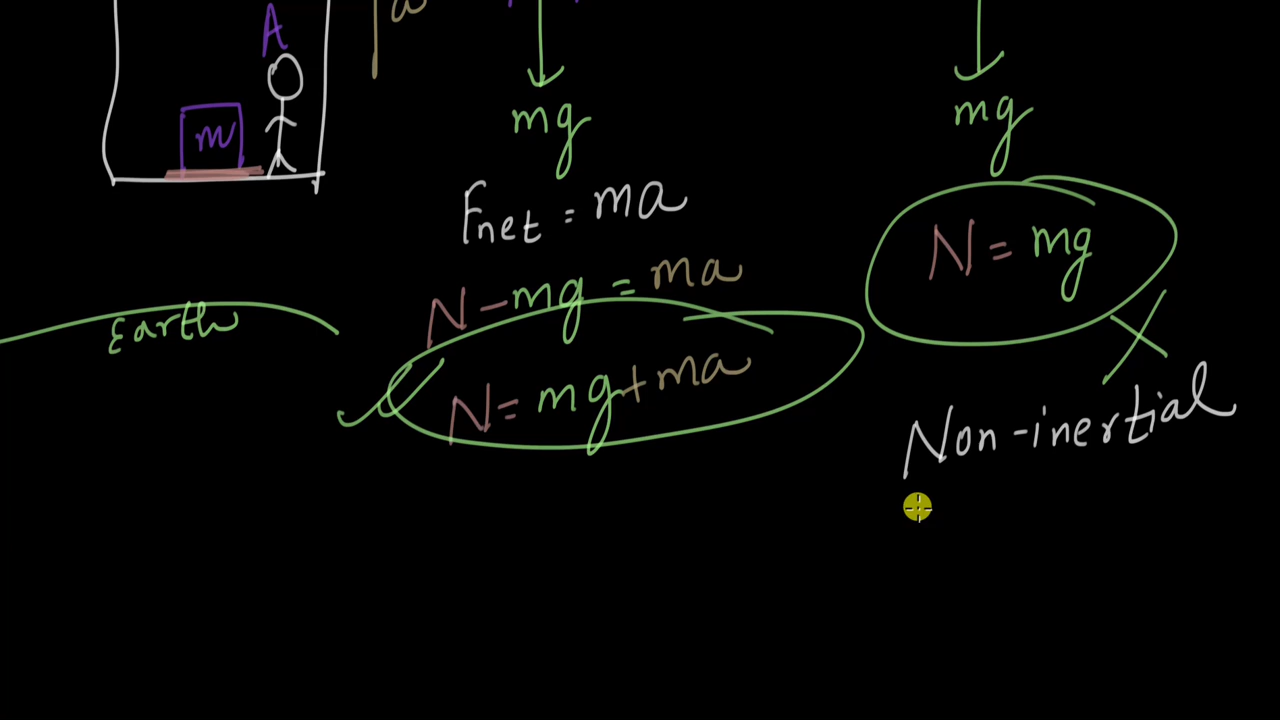 A
a
m
mg
mg
Fnet = ma
N = mg
N - mg = ma
Earth
N = mg + ma
Non-inertial